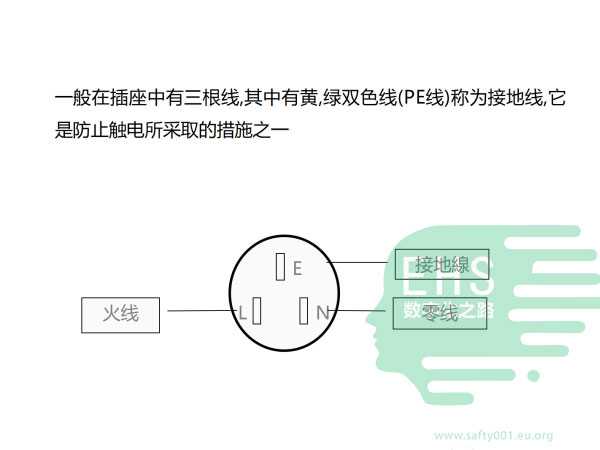 一般在插座中有三根线,其中有黄,绿双色线(PE线)称为接地线,它
是防止触电所采取的措施之一
E
接地線
EHS
火线
L
N
零线
数字化之路
www.safty001.eu.org